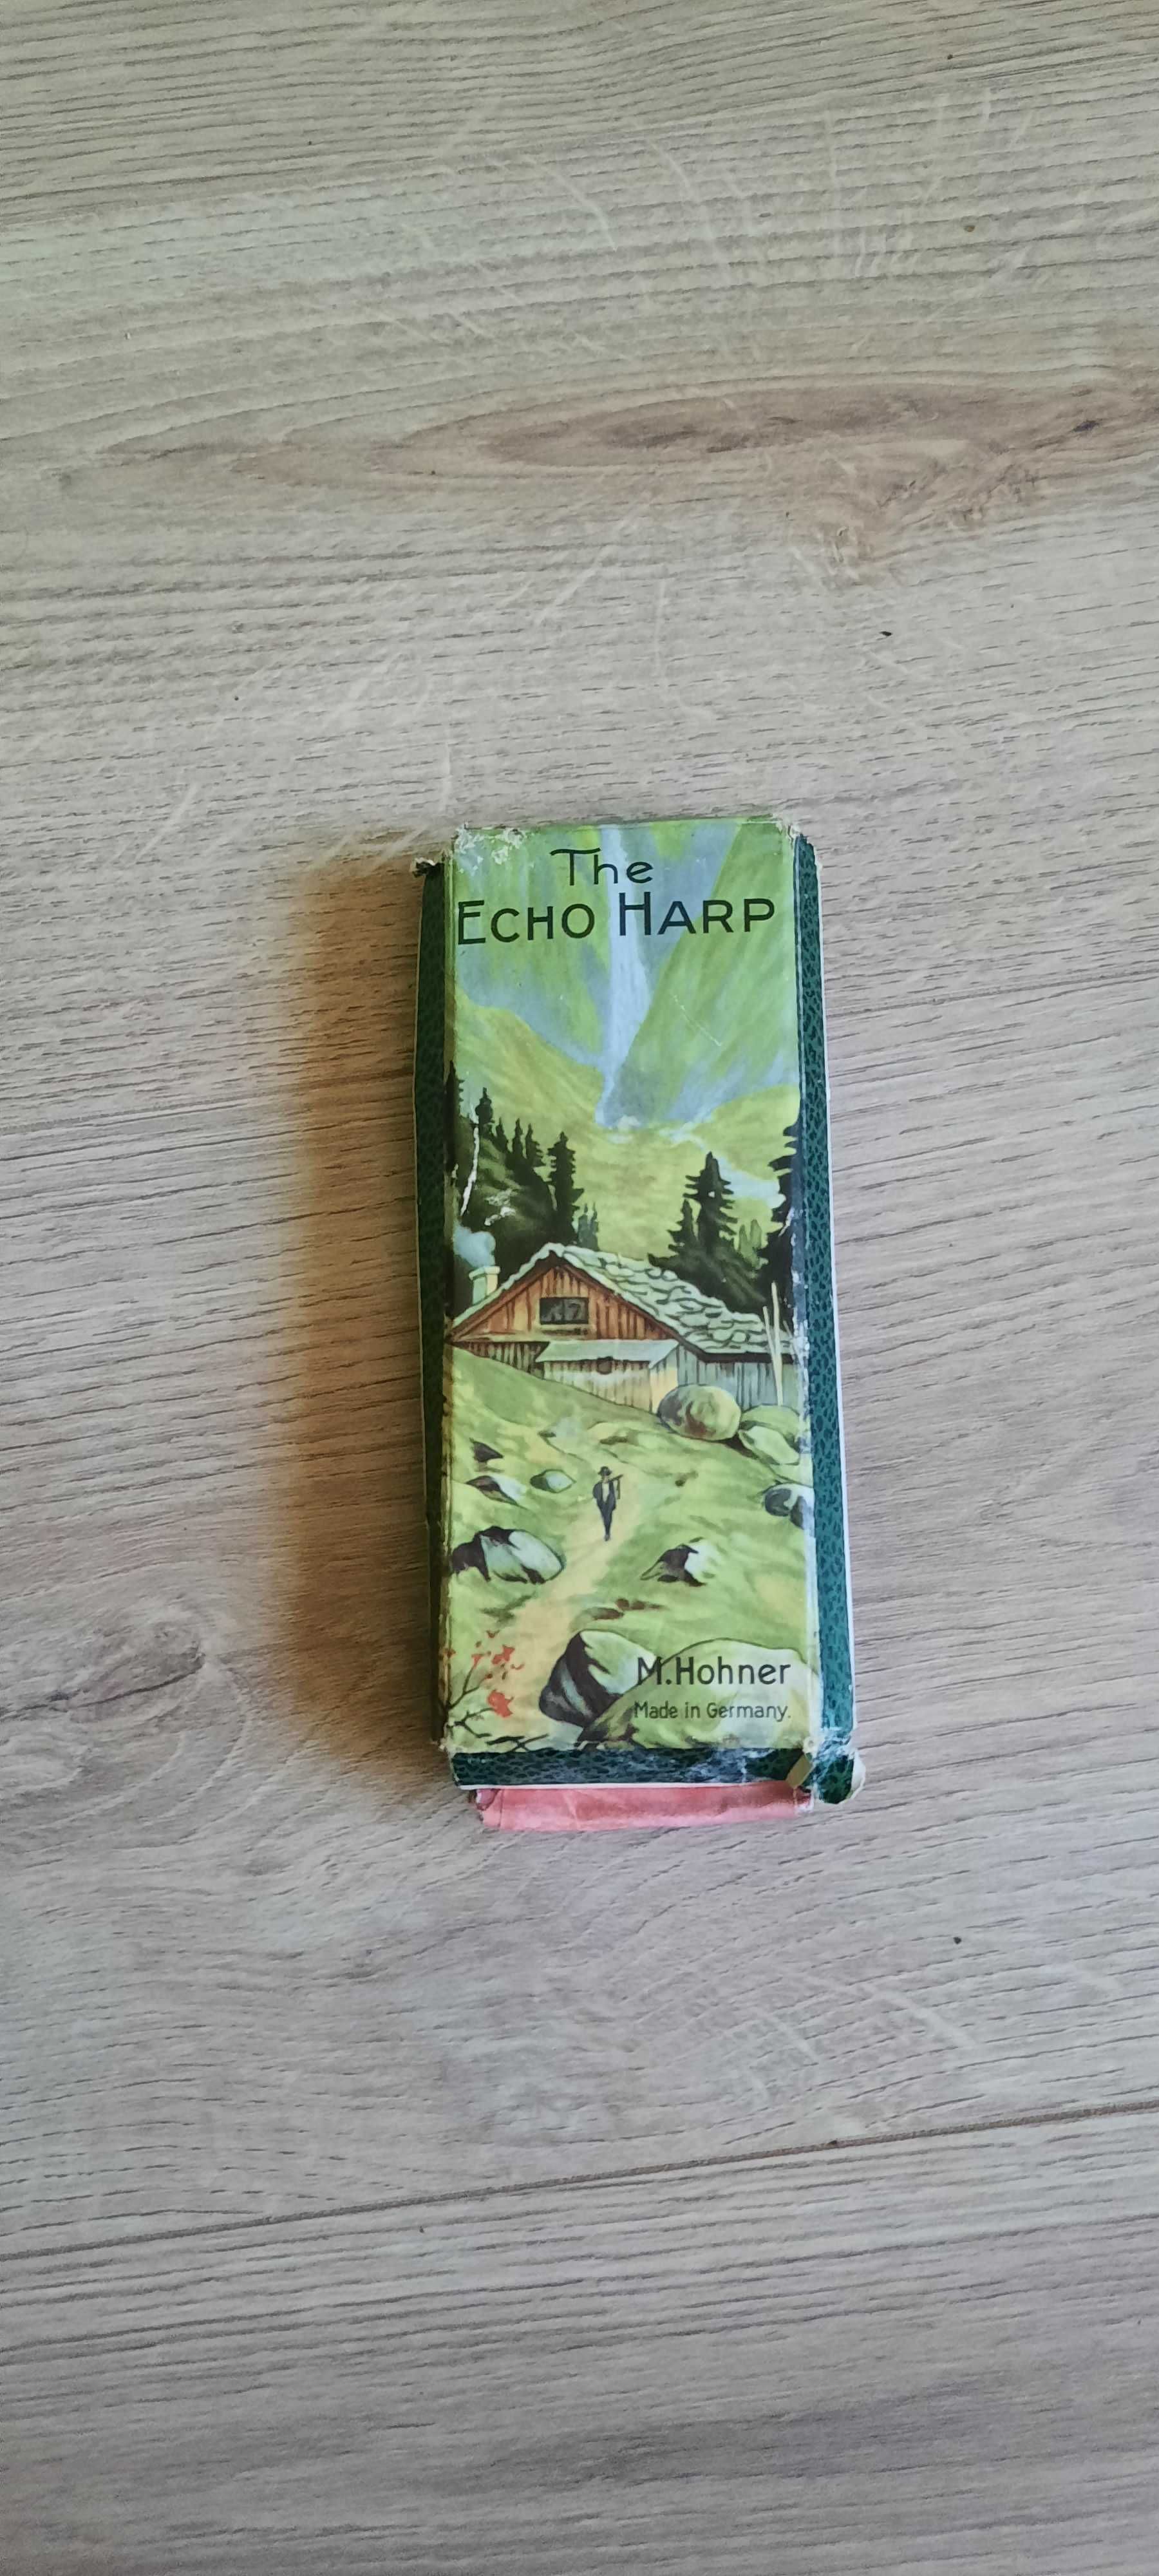 The
ECHO HARP
M.Hohner
Made in Germany.